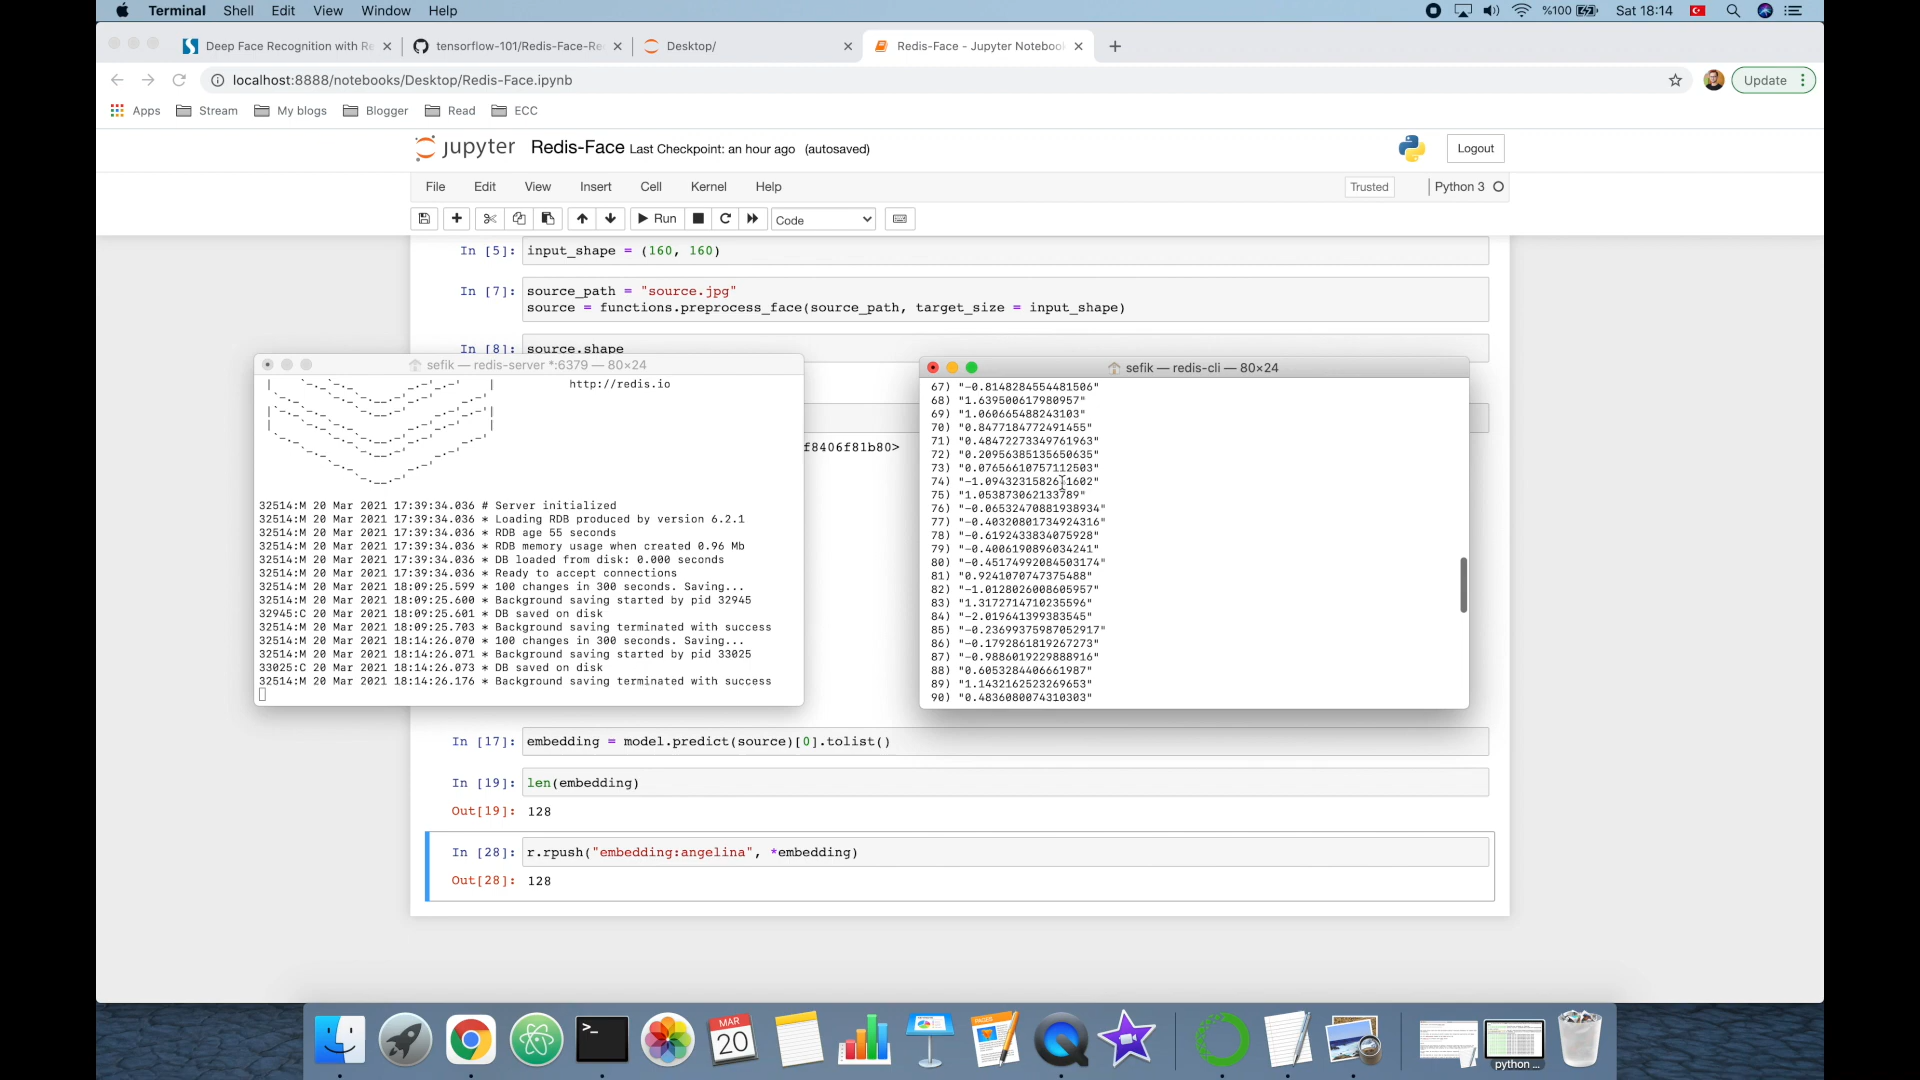 Terminal Shell Edit View Window Help
%100 Sat 18:14
Deep Face Recognition with Re
tensorflow-101/Redis-Face-Re
Desktop/
Redis-Face - Jupyter Notebook
localhost:8888/notebooks/Desktop/Redis-Face.ipynb
Update
Apps Stream My blogs Blogger Read ECC
jupyter Redis-Face Last Checkpoint: an hour ago (autosaved)
Logout
File Edit View Insert Cell Kernel Help
Trusted
Python 3
Run
Code
In [5]: input_shape = (160, 160)
In [7]: source_path = "source.jpg"
source = functions.preprocess_face(source_path, target_size = input_shape)
In [8]: source.shape
sefik — redis-server *:6379 — 80×24
http://redis.io
32514:M 20 Mar 2021 17:39:34.036 # Server initialized
32514:M 20 Mar 2021 17:39:34.036 * Loading RDB produced by version 6.2.1
32514:M 20 Mar 2021 17:39:34.036 * RDB age 55 seconds
32514:M 20 Mar 2021 17:39:34.036 * RDB memory usage when created 0.96 Mb
32514:M 20 Mar 2021 17:39:34.036 * DB loaded from disk: 0.000 seconds
32514:M 20 Mar 2021 17:39:34.036 * Ready to accept connections
32514:M 20 Mar 2021 18:09:25.599 * 100 changes in 300 seconds. Saving...
32514:M 20 Mar 2021 18:09:25.600 * Background saving started by pid 32945
32945:C 20 Mar 2021 18:09:25.601 * DB saved on disk
32514:M 20 Mar 2021 18:09:25.703 * Background saving terminated with success
32514:M 20 Mar 2021 18:14:26.070 * 100 changes in 300 seconds. Saving...
32514:M 20 Mar 2021 18:14:26.071 * Background saving started by pid 33025
33025:C 20 Mar 2021 18:14:26.073 * DB saved on disk
32514:M 20 Mar 2021 18:14:26.176 * Background saving terminated with success
f8406f81b80>
sefik — redis-cli — 80×24
67) "-0.8148284554481506"
68) "1.639500617980957"
69) "1.060665488243103"
70) "0.8477184772491455"
71) "0.48472273349761963"
72) "0.20956385135650635"
73) "0.07656610757112503"
74) "-1.0943231582611602"
75) "1.053873062133789"
76) "-0.06532470881938934"
77) "-0.40320801734924316"
78) "-0.6192433834075928"
79) "-0.4006190896034241"
80) "-0.45174992084503174"
81) "0.9241070747375488"
82) "-1.0128026008605957"
83) "1.3172714710235596"
84) "-2.019641399383545"
85) "-0.23699375987052917"
86) "-0.1792861819267273"
87) "-0.9886019229888916"
88) "0.6053284406661987"
89) "1.1432162523269653"
90) "0.4836080074310303"
In [17]: embedding = model.predict(source)[0].tolist()
In [19]: len(embedding)
Out[19]: 128
In [28]: r.rpush("embedding:angelina", *embedding)
Out[28]: 128
MAR
20
PAGES
python ...